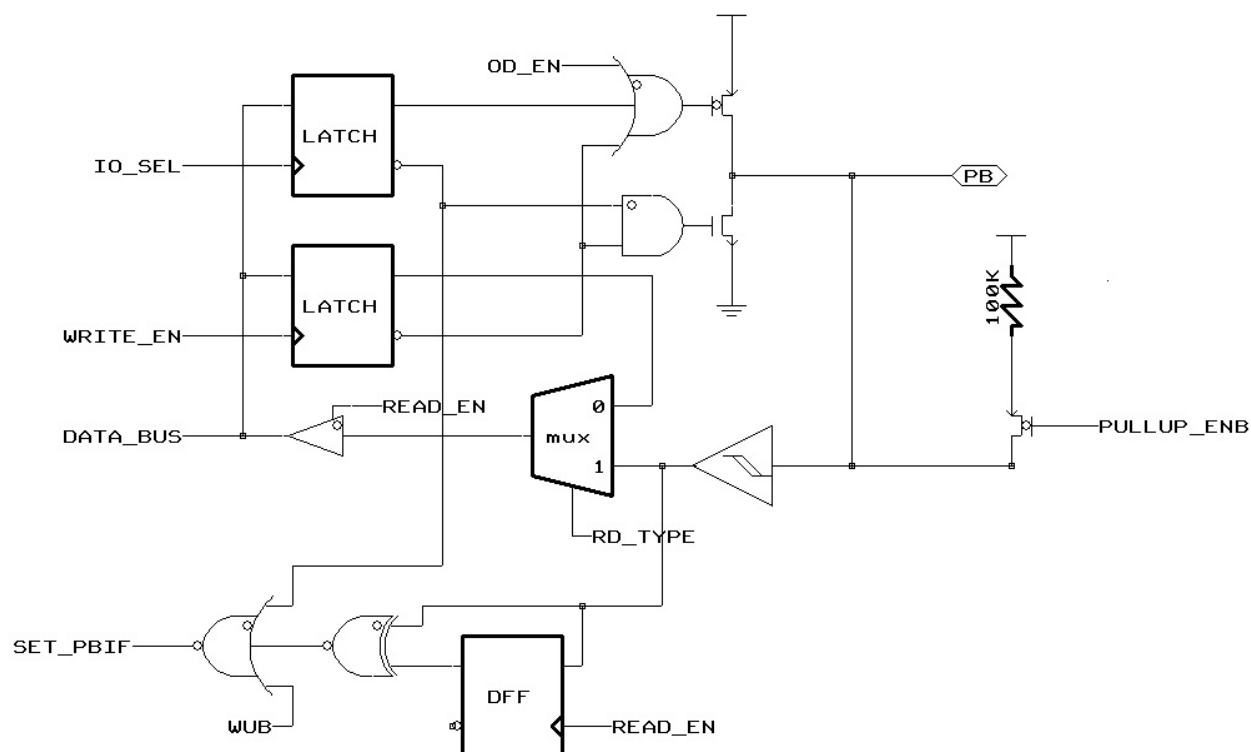 OD_EN
LATCH
IO_SEL
PB
LATCH
100K
WRITE_EN
READ_EN
0
DATA_BUS
mux
PULLUP_ENB
1
RD_TYPE
SET_PBIF
DFF
WUB
READ_EN